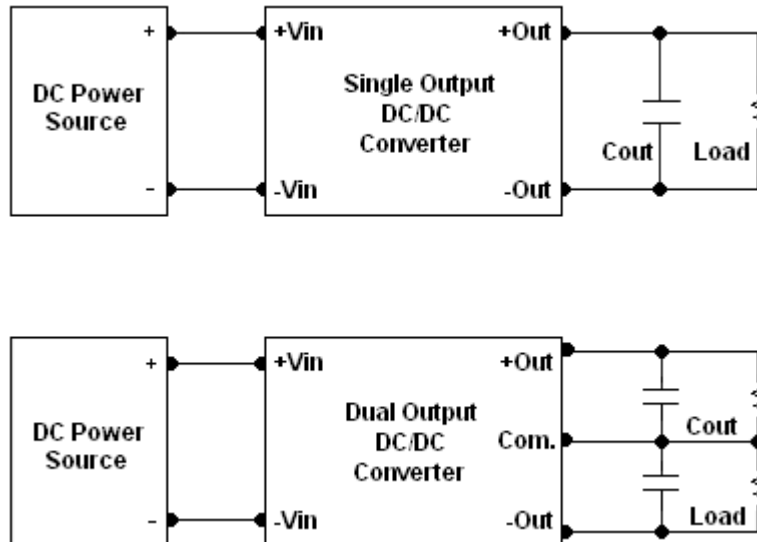 +
+Vin
+Out
DC Power
Source
Single Output
DC/DC
Converter
Cout
Load
-
-Vin
-Out
+
+Vin
+Out
DC Power
Source
Dual Output
DC/DC
Converter
Com.
Cout
-
-Vin
-Out
Load